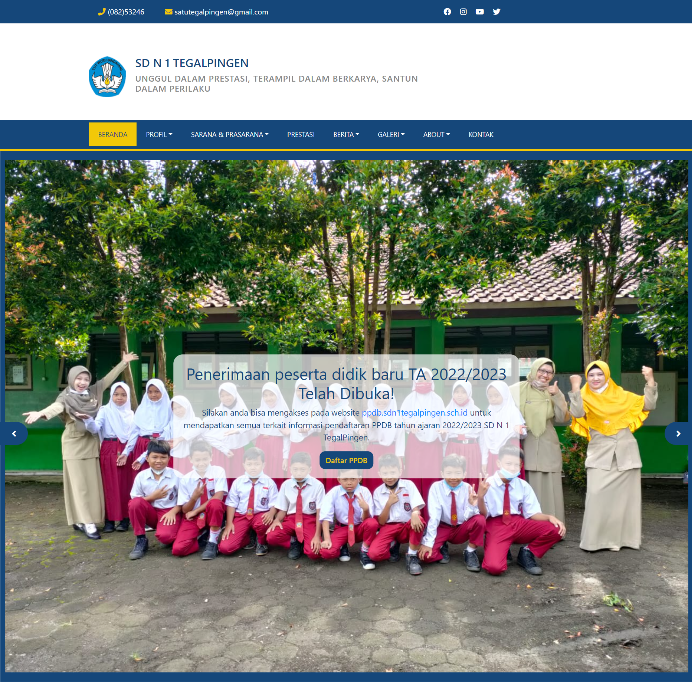 (082)53246
satutegalpingen@gmail.com
SD N 1 TEGALPINGEN
UNGGUL DALAM PRESTASI, TERAMPIL DALAM BERKARYA, SANTUN
DALAM PERILAKU
BERANDA PROFIL SARANA & PRASARANA PRESTASI BERITA GALERI ABOUT KONTAK
Penerimaan peserta didik baru TA 2022/2023
Telah Dibuka!
Silakan anda bisa mengakses pada website ppdb.sdn1tegalpingen.sch.id untuk
mendapatkan semua terkait informasi pendaftaran PPDB tahun ajaran 2022/2023 SD N 1
TegalPingen.
Daftar PPDB